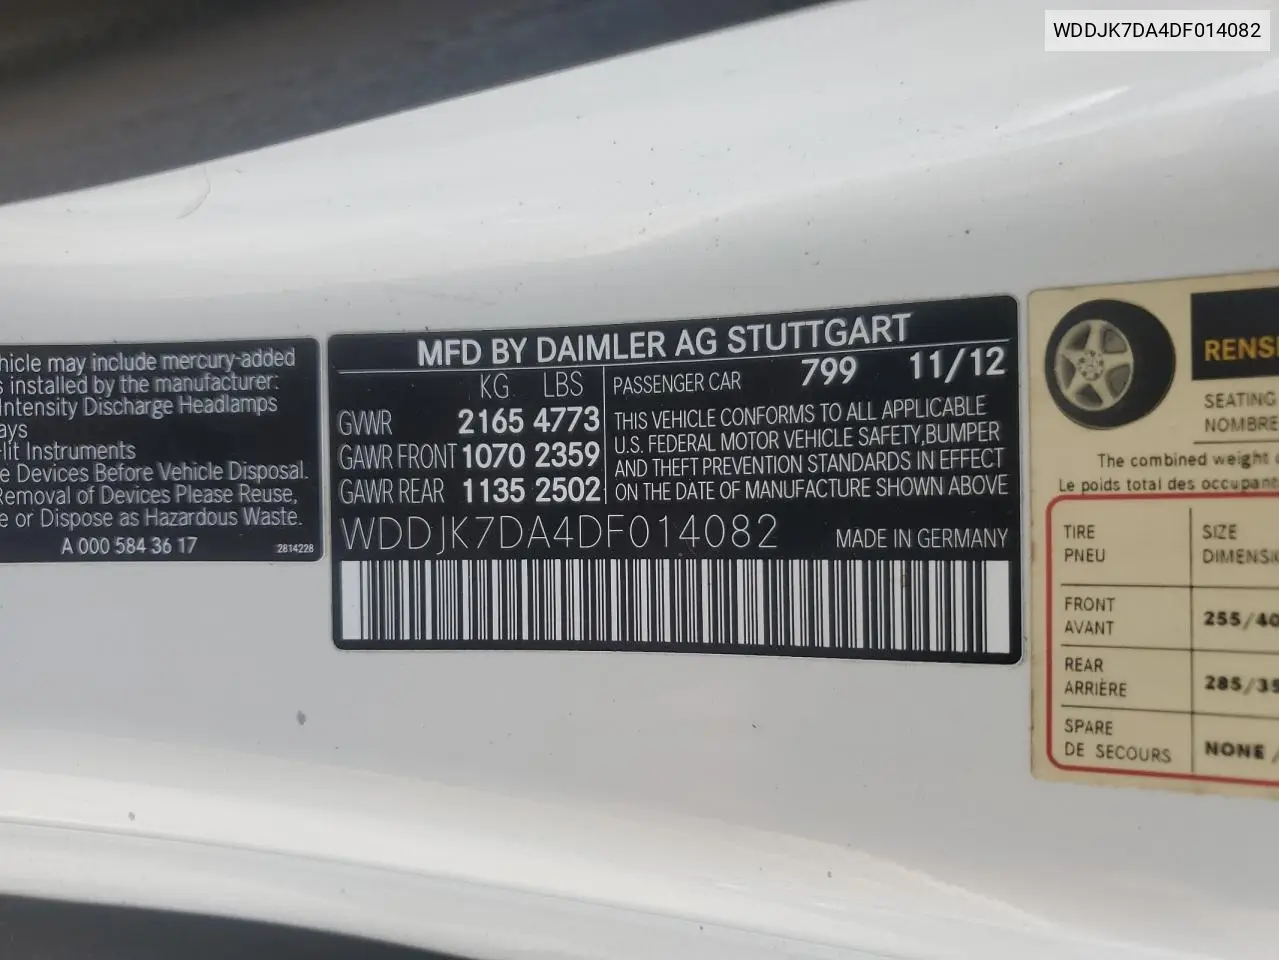 WDDJK7DA4DF014082
ehicle may include mercury-added
s installed by the manufacturer:
Intensity Discharge Headlamps
ays
-lit Instruments
e Devices Before Vehicle Disposal.
Removal of Devices Please Reuse,
e or Dispose as Hazardous Waste.
A 000 584 36 17
2814228
MFD BY DAIMLER AG STUTTGART
KG LBS
GVWR 2165 4773
GAWR FRONT 1070 2359
GAWR REAR 1135 2502
PASSENGER CAR 799 11/12
THIS VEHICLE CONFORMS TO ALL APPLICABLE
U.S. FEDERAL MOTOR VEHICLE SAFETY,BUMPER
AND THEFT PREVENTION STANDARDS IN EFFECT
ON THE DATE OF MANUFACTURE SHOWN ABOVE
WDDJK7DA4DF014082
MADE IN GERMANY
RENS
SEATING
NOMBRE
The combined weight
Le poids total des occupant
TIRE SIZE
PNEU DIMENSI
FRONT
AVANT
255/40
REAR
ARRIÈRE
285/35
SPARE
DE SECOURS
NONE /